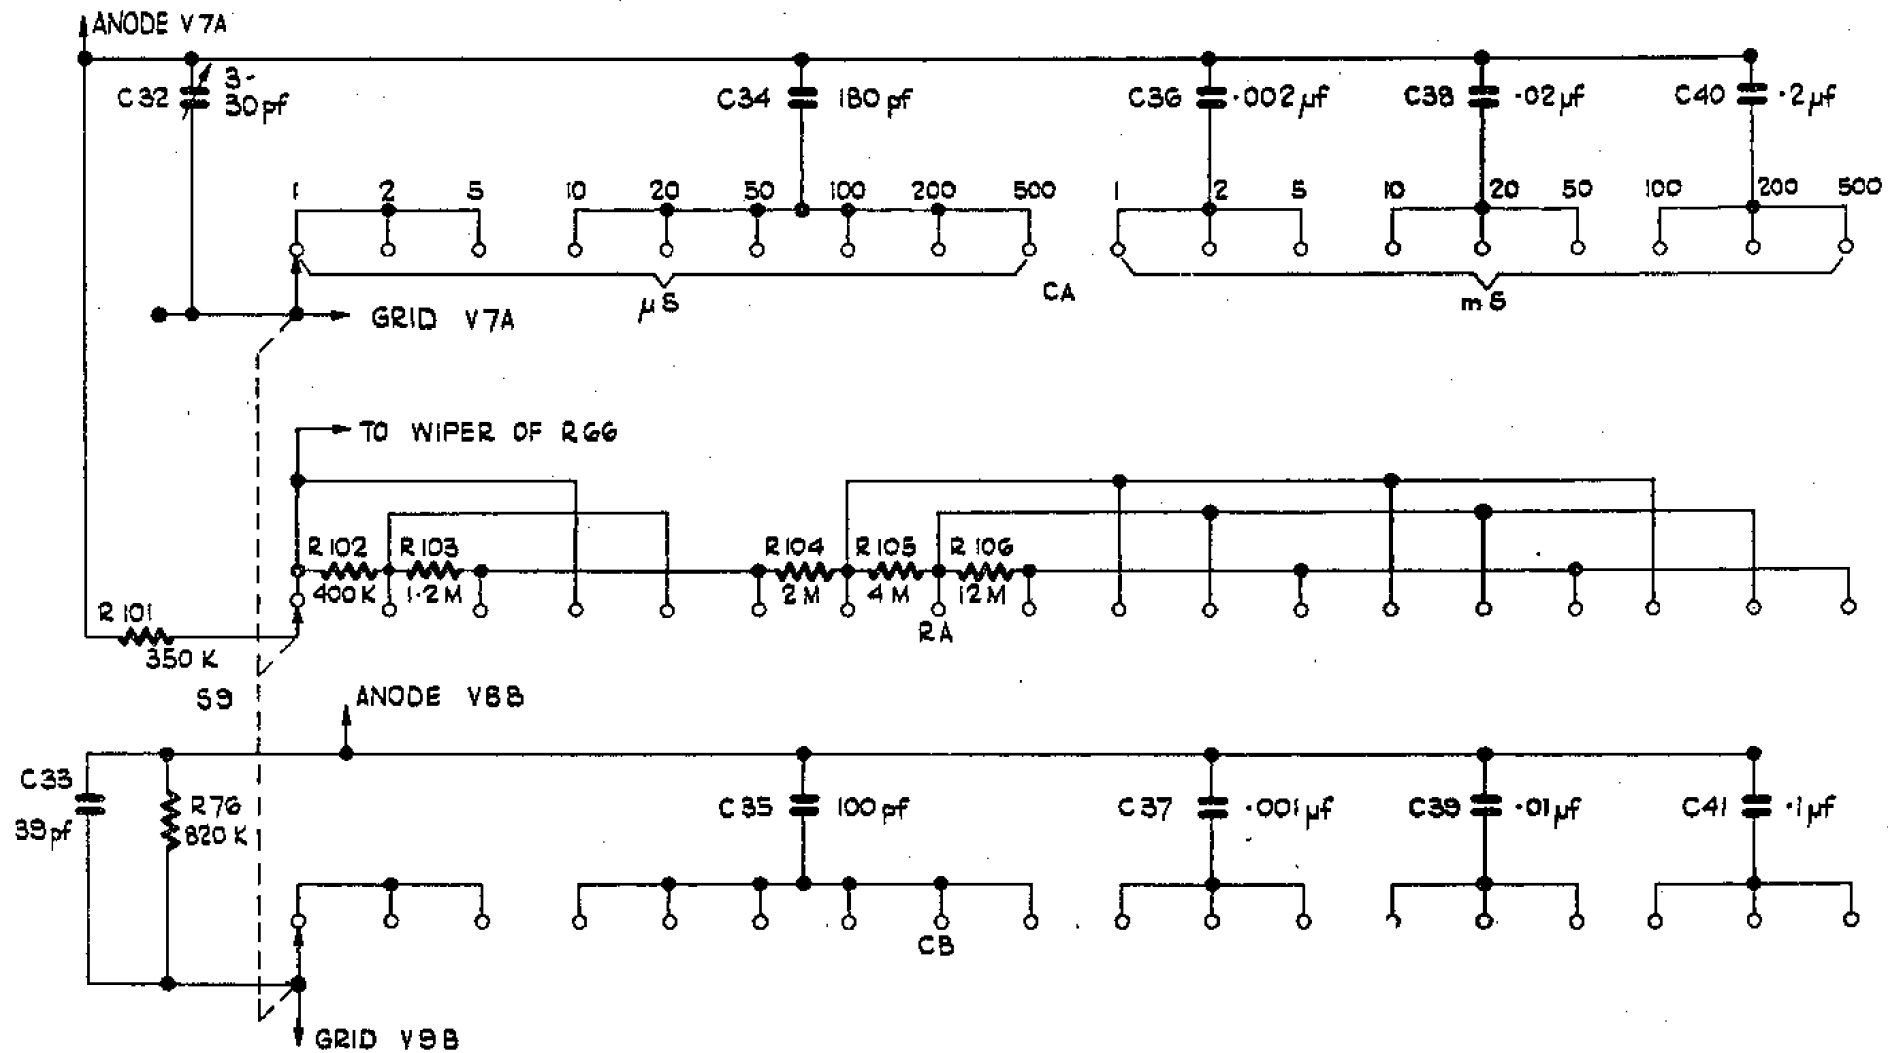 ANODE V7A
C32 3-30pf
C34 180pf
C36 .002µf
C38 .02µf
C40 .2µf
1 2 5 10 20 50 100 200 500 1 2 5 10 20 50 100 200 500
µS
CA
mS
GRID V7A
TO WIPER OF R66
R102 R103 R104 R105 R106
400K 1.2M 2M 4M 12M
R101
350K
RA
S9
ANODE V8B
C33
39pf
R76
820K
C35 100pf
C37 .001µf
C39 .01µf
C41 .1µf
CB
GRID V9B